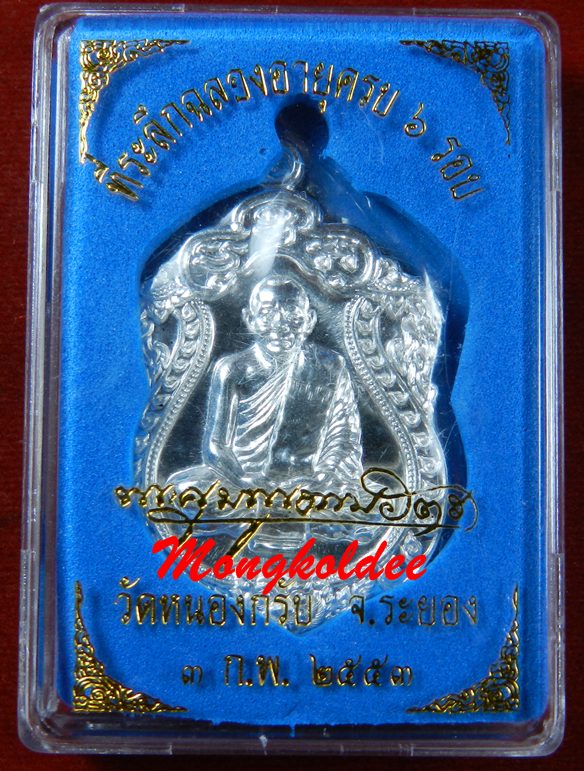 ที่ระลึกฉลองอายุครบ ๖ รอบ
Mongkoldee
วัดหนองกรับ จ.ระยอง
๓ ก.พ. ๒๕๕๓